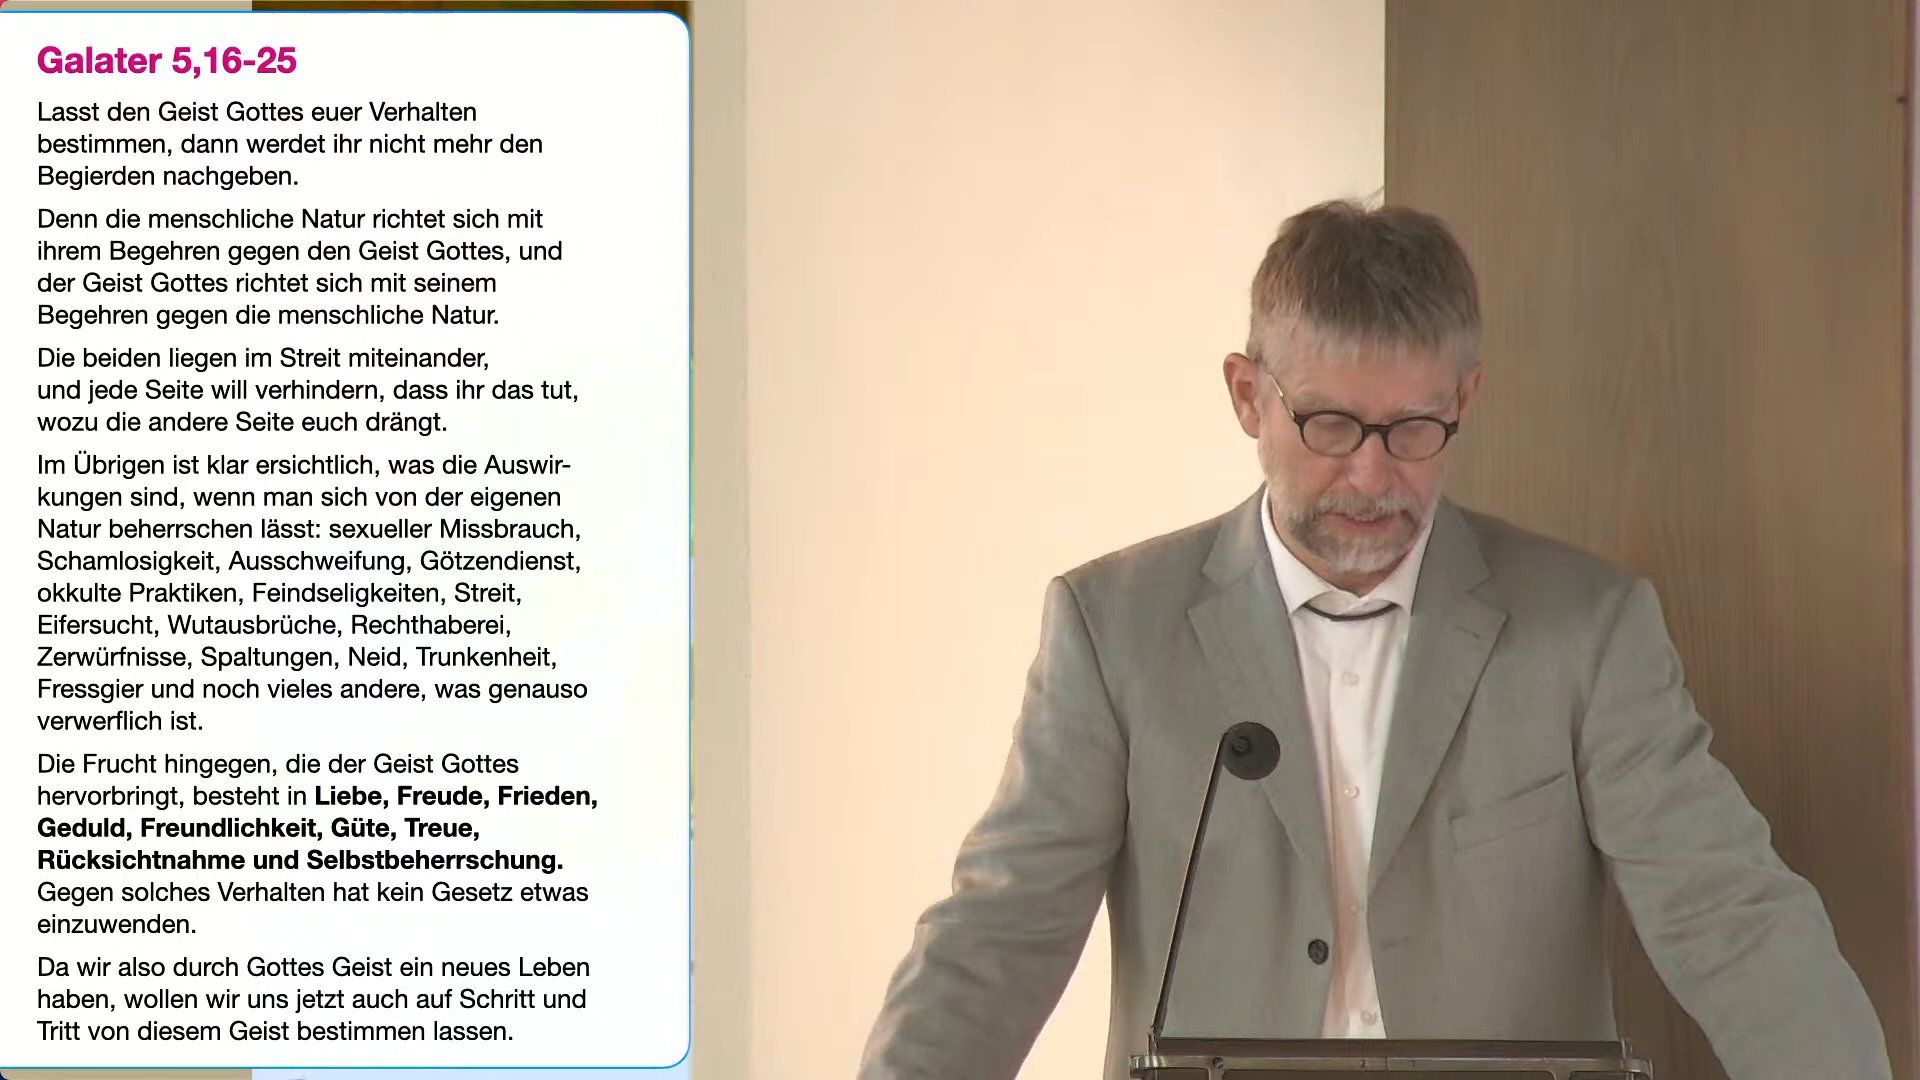 Galater 5,16-25
Lasst den Geist Gottes euer Verhalten
bestimmen, dann werdet ihr nicht mehr den
Begierden nachgeben.
Denn die menschliche Natur richtet sich mit
ihrem Begehren gegen den Geist Gottes, und
der Geist Gottes richtet sich mit seinem
Begehren gegen die menschliche Natur.
Die beiden liegen im Streit miteinander,
und jede Seite will verhindern, dass ihr das tut,
wozu die andere Seite euch drängt.
Im Übrigen ist klar ersichtlich, was die Auswir-
kungen sind, wenn man sich von der eigenen
Natur beherrschen lässt: sexueller Missbrauch,
Schamlosigkeit, Ausschweifung, Götzendienst,
okkulte Praktiken, Feindseligkeiten, Streit,
Eifersucht, Wutausbrüche, Rechthaberei,
Zerwürfnisse, Spaltungen, Neid, Trunkenheit,
Fressgier und noch vieles andere, was genauso
verwerflich ist.
Die Frucht hingegen, die der Geist Gottes
hervorbringt, besteht in Liebe, Freude, Frieden,
Geduld, Freundlichkeit, Güte, Treue,
Rücksichtnahme und Selbstbeherrschung.
Gegen solches Verhalten hat kein Gesetz etwas
einzuwenden.
Da wir also durch Gottes Geist ein neues Leben
haben, wollen wir uns jetzt auch auf Schritt und
Tritt von diesem Geist bestimmen lassen.